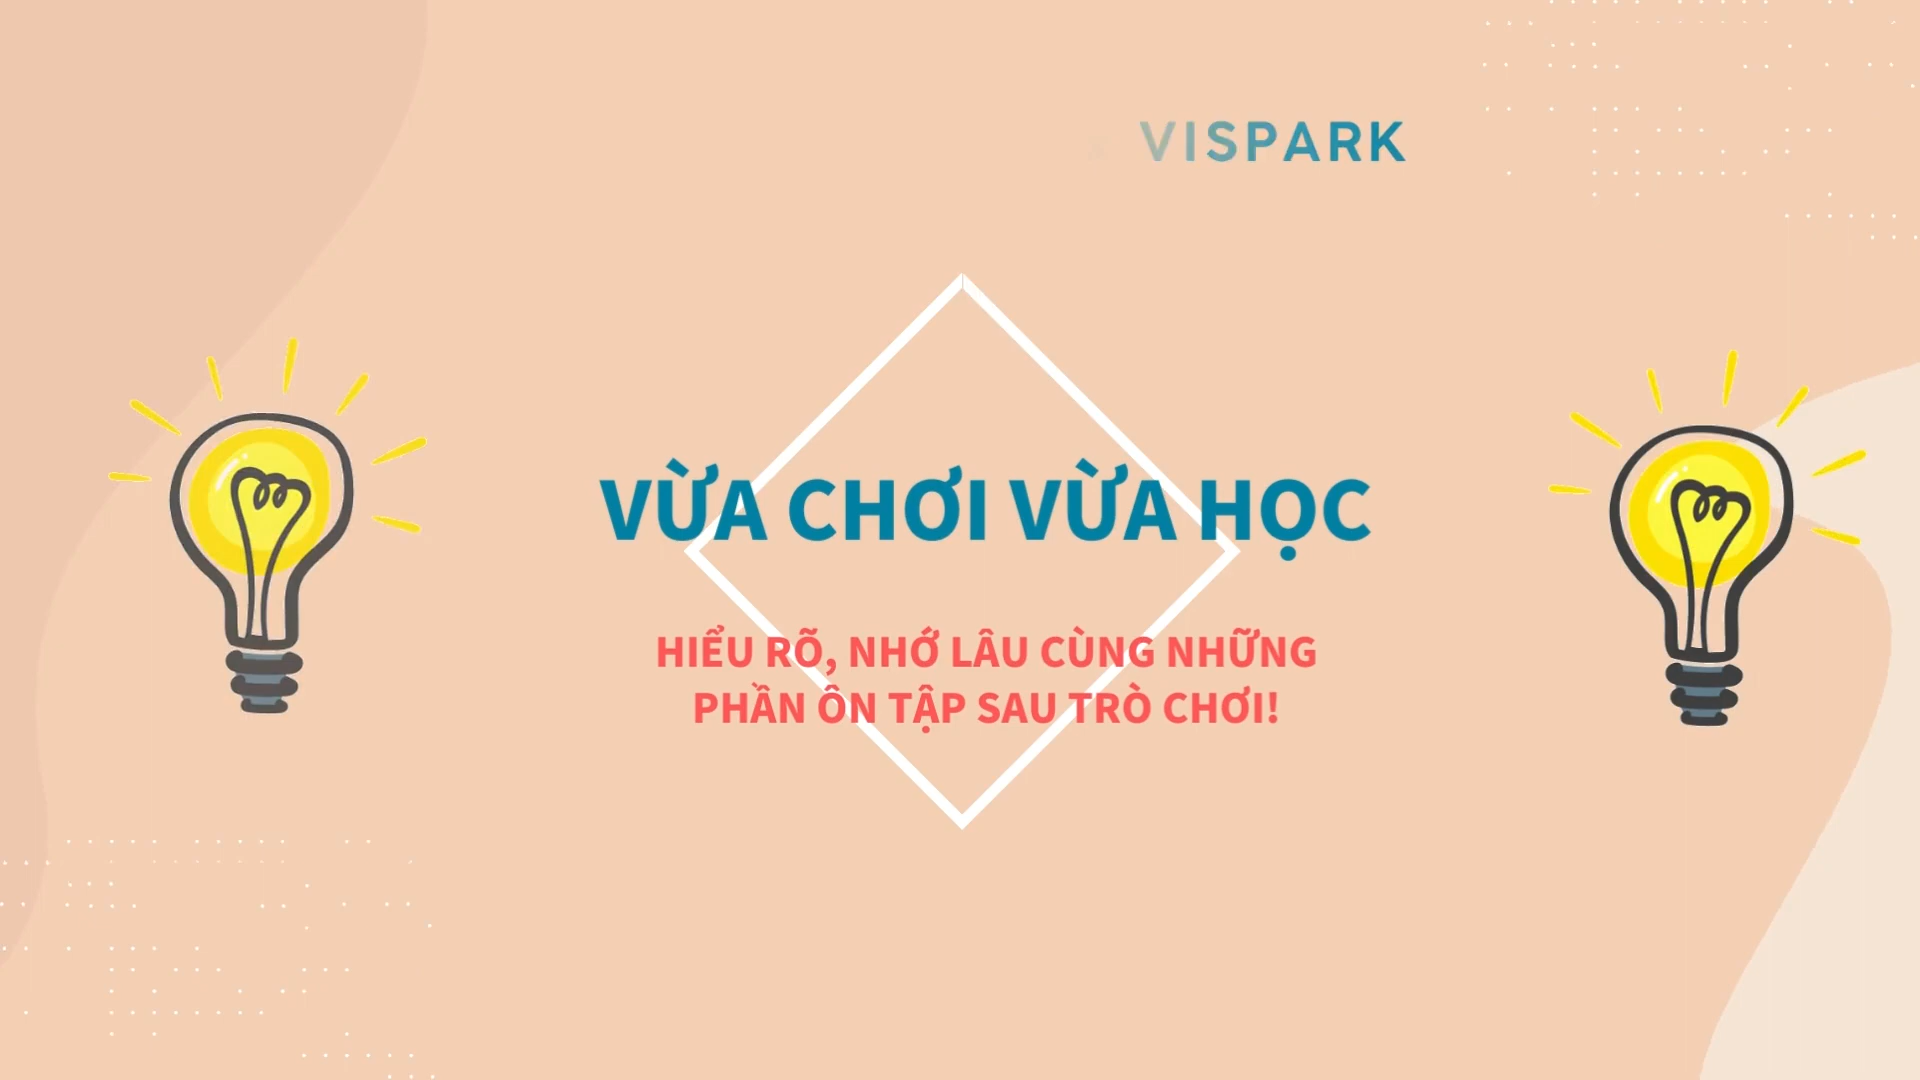 VISPARK
VỪA CHƠI VỪA HỌC
HIỂU RÕ, NHỚ LÂU CÙNG NHỮNG
PHẦN ÔN TẬP SAU TRÒ CHƠI!